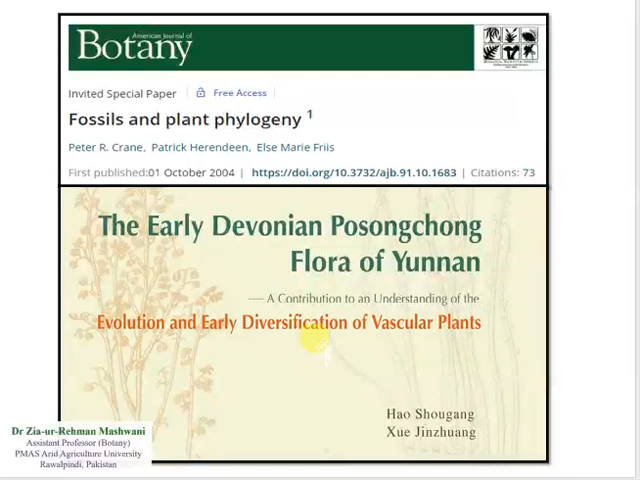 American Journal of
Botany
Invited Special Paper Free Access
Fossils and plant phylogeny 1
Peter R. Crane, Patrick Herendeen, Else Marie Friis
First published:01 October 2004 | https://doi.org/10.3732/ajb.91.10.1683 | Citations: 73
The Early Devonian Posongchong
Flora of Yunnan
— A Contribution to an Understanding of the
Evolution and Early Diversification of Vascular Plants
Hao Shougang
Xue Jinzhuang
Dr Zia-ur-Rehman Mashwani
Assistant Professor (Botany)
PMAS Arid Agriculture University
Rawalpindi, Pakistan